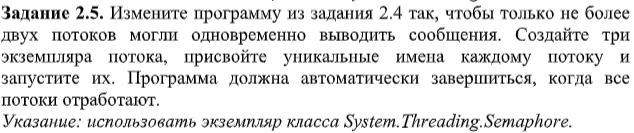 Задание 2.5. Измените программу из задания 2.4 так, чтобы только не более
двух потоков могли одновременно выводить сообщения. Создайте три
экземпляра потока, присвойте уникальные имена каждому потоку и
запустите их. Программа должна автоматически завершиться, когда все
потоки отработают.
Указание: использовать экземпляр класса System.Threading.Semaphore.